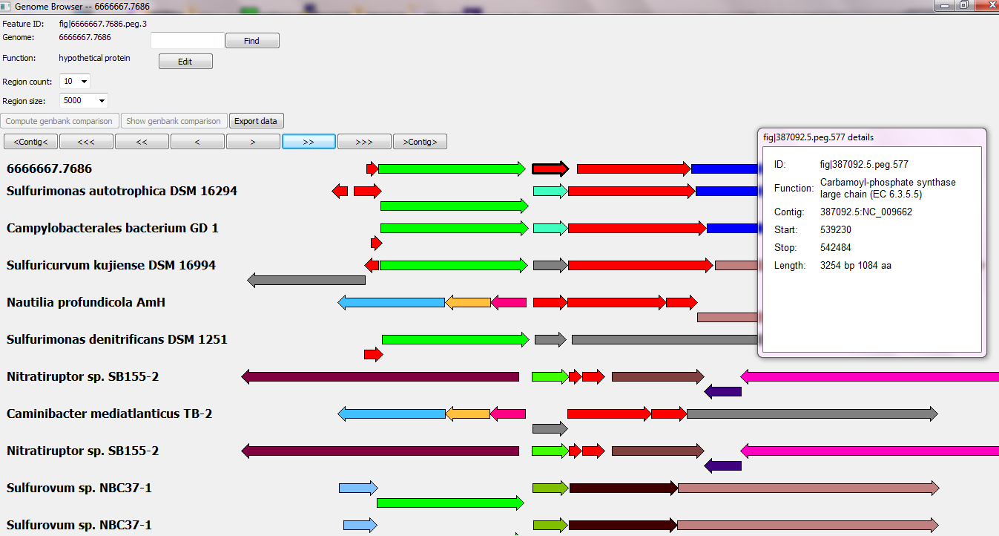 Genome Browser -- 6666667.7686
Feature ID: fig|6666667.7686.peg.3
Genome: 6666667.7686 Find
Function: hypothetical protein Edit
Region count: 10
Region size: 5000
Compute genbank comparison Show genbank comparison Export data
<Contig< <<< << < > >> >>> >Contig>
fig|387092.5.peg.577 details
ID: fig|387092.5.peg.577
Function: Carbamoyl-phosphate synthase
large chain (EC 6.3.5.5)
Contig: 387092.5:NC_009662
Start: 539230
Stop: 542484
Length: 3254 bp 1084 aa
6666667.7686
Sulfurimonas autotrophica DSM 16294
Campylobacterales bacterium GD 1
Sulfuricurvum kujiense DSM 16994
Nautilia profundicola AmH
Sulfurimonas denitrificans DSM 1251
Nitratiruptor sp. SB155-2
Caminibacter mediatlanticus TB-2
Nitratiruptor sp. SB155-2
Sulfurovum sp. NBC37-1
Sulfurovum sp. NBC37-1